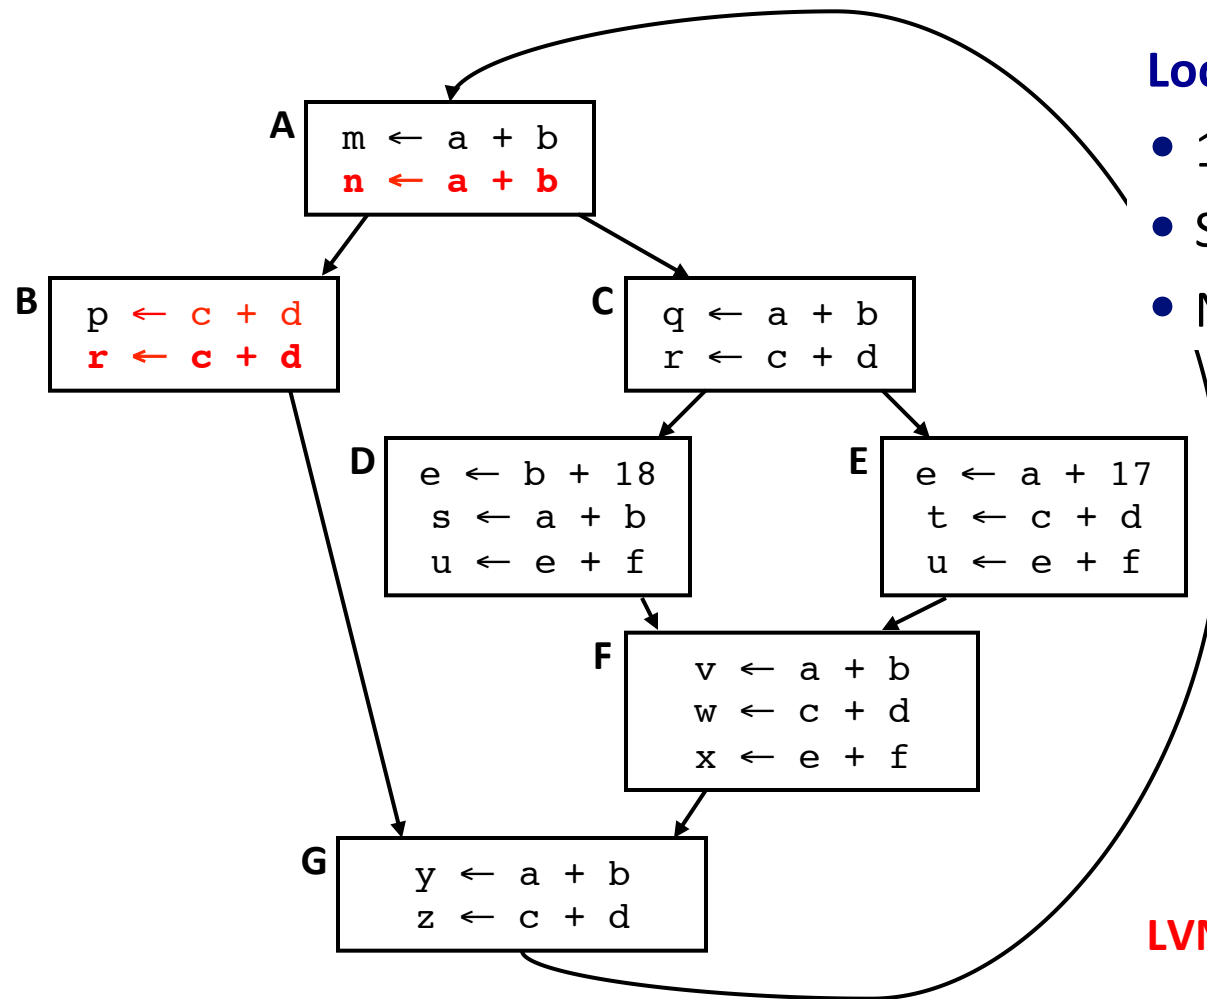 A
m ← a + b
n ← a + b
B
p ← c + d
r ← c + d
C
q ← a + b
r ← c + d
D
e ← b + 18
s ← a + b
u ← e + f
E
e ← a + 17
t ← c + d
u ← e + f
F
v ← a + b
w ← c + d
x ← e + f
G
y ← a + b
z ← c + d